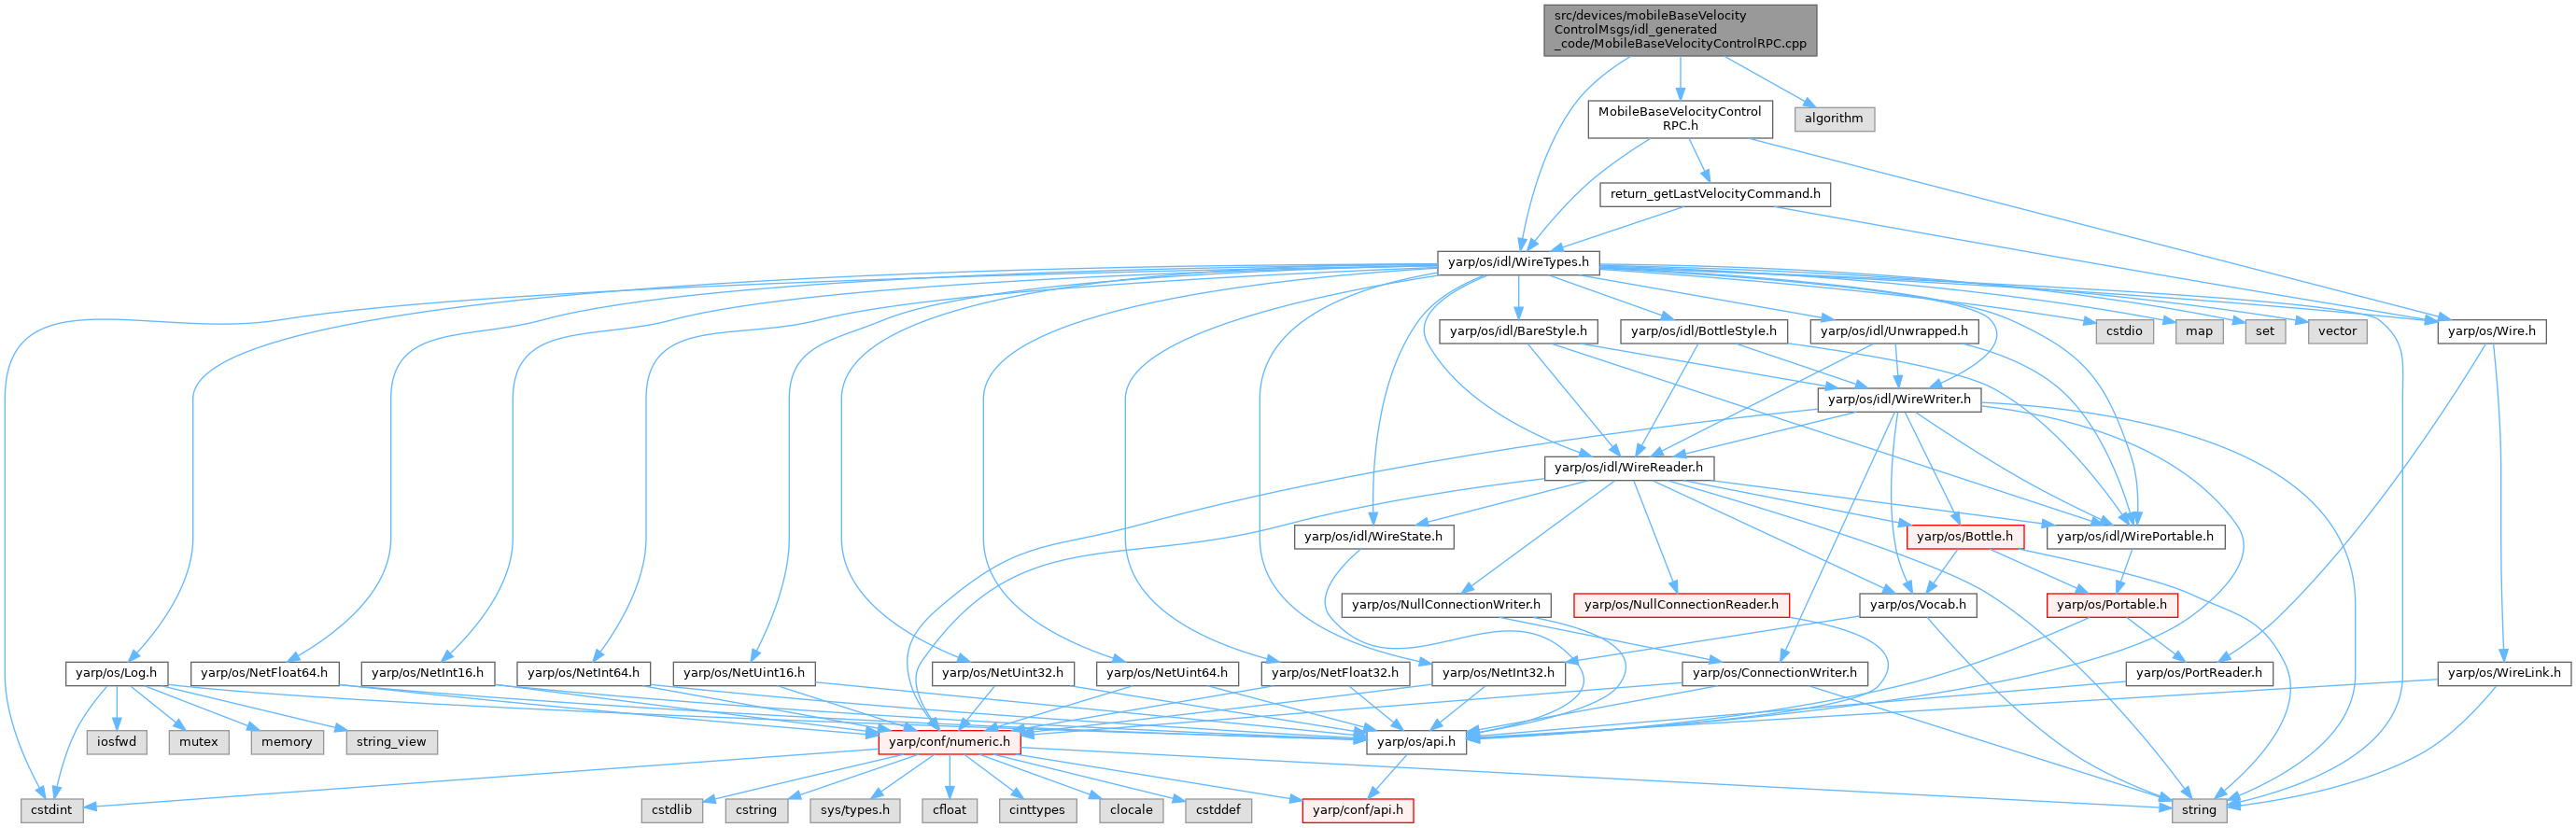 src/devices/mobileBaseVelocity
ControlMsgs/idl_generated
_code/MobileBaseVelocityControlRPC.cpp
MobileBaseVelocityControl
RPC.h
algorithm
return_getLastVelocityCommand.h
yarp/os/idl/WireTypes.h
yarp/os/idl/BareStyle.h
yarp/os/idl/BottleStyle.h
yarp/os/idl/Unwrapped.h
cstdio
map
set
vector
yarp/os/Wire.h
yarp/os/idl/WireWriter.h
yarp/os/idl/WireReader.h
yarp/os/idl/WireState.h
yarp/os/Bottle.h
yarp/os/idl/WirePortable.h
yarp/os/NullConnectionWriter.h
yarp/os/NullConnectionReader.h
yarp/os/Vocab.h
yarp/os/Portable.h
yarp/os/Log.h
yarp/os/NetFloat64.h
yarp/os/NetInt16.h
yarp/os/NetInt64.h
yarp/os/NetUint16.h
yarp/os/NetUint32.h
yarp/os/NetUint64.h
yarp/os/NetFloat32.h
yarp/os/NetInt32.h
yarp/os/ConnectionWriter.h
yarp/os/PortReader.h
yarp/os/WireLink.h
iosfwd
mutex
memory
string_view
yarp/conf/numeric.h
yarp/os/api.h
cstdint
cstdlib
cstring
sys/types.h
cfloat
cinttypes
clocale
cstddef
yarp/conf/api.h
string